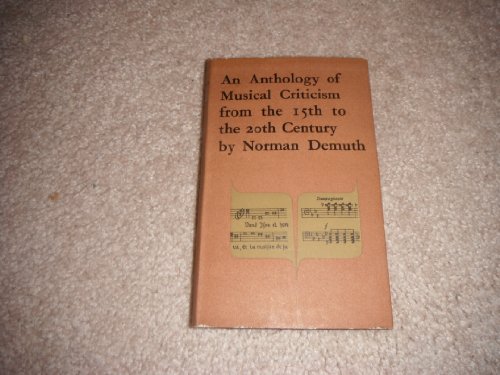 An Anthology of
Musical Criticism
from the 15th to
the 20th Century
by Norman Demuth